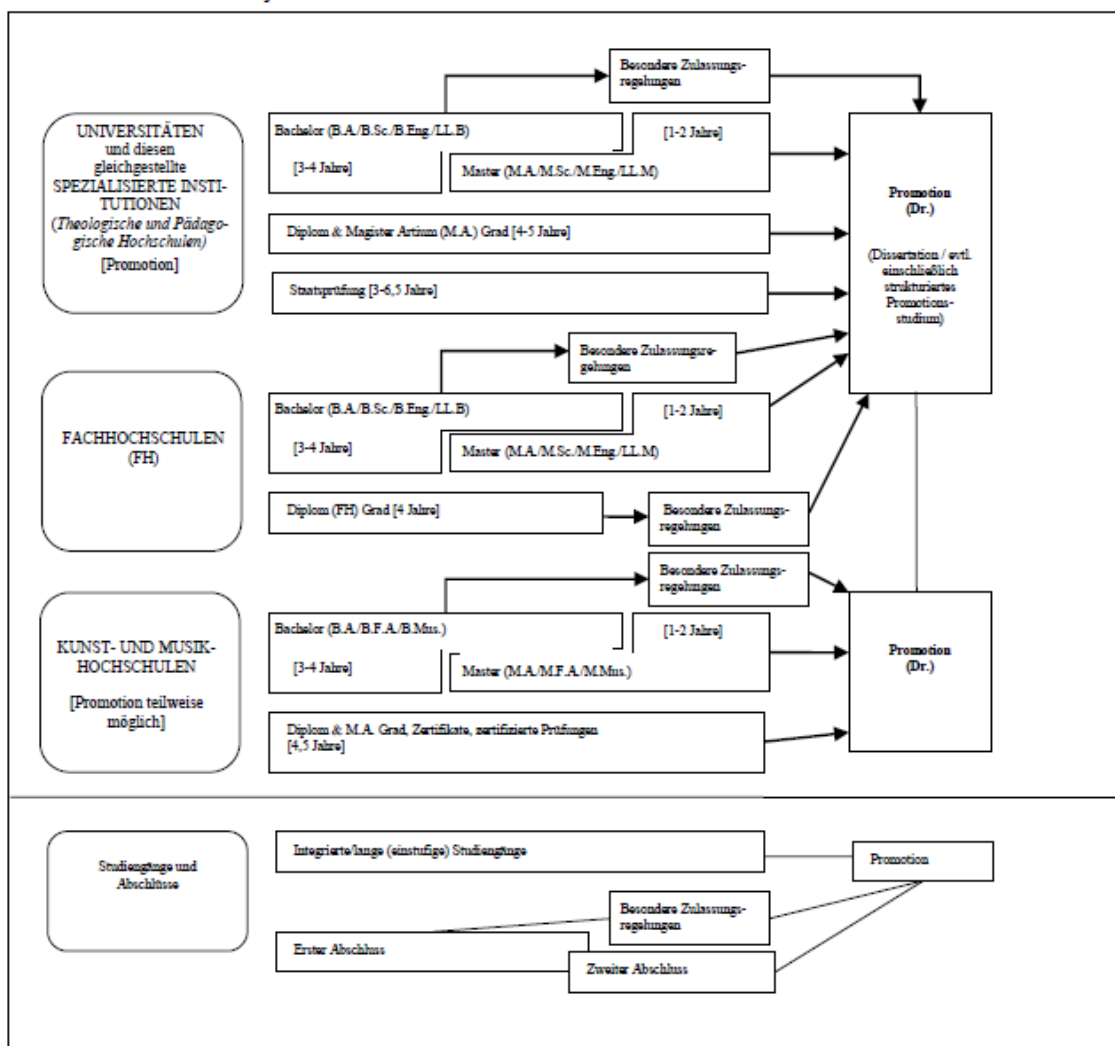 Besondere Zulassungs-
regelungen
UNIVERSITÄTEN
und diesen
gleichgestellte
SPEZIALISIERTE INSTI-
TUTIONEN
(Theologische und Pädago-
gische Hochschulen)
[Promotion]
Bachelor (B.A./B.Sc./B.Eng./LL.B)
[3-4 Jahre]
[1-2 Jahre]
Master (M.A./M.Sc./M.Eng./LL.M)
Diplom & Magister Artium (M.A.) Grad [4-5 Jahre]
Staatsprüfung [3-6,5 Jahre]
Promotion
(Dr.)
(Dissertation / evtl.
einschließlich
strukturiertes
Promotions-
studium)
FACHHOCHSCHULEN
(FH)
Besondere Zulassungsre-
gelungen
Bachelor (B.A./B.Sc./B.Eng./LL.B)
[3-4 Jahre]
[1-2 Jahre]
Master (M.A./M.Sc./M.Eng./LL.M)
Diplom (FH) Grad [4 Jahre]
Besondere Zulassungs-
regelungen
KUNST- UND MUSIK-
HOCHSCHULEN
[Promotion teilweise
möglich]
Besondere Zulassungs-
regelungen
Bachelor (B.A./B.F.A./B.Mus.)
[3-4 Jahre]
[1-2 Jahre]
Master (M.A./M.F.A./M.Mus.)
Diplom & M.A. Grad, Zertifikate, zertifizierte Prüfungen
[4,5 Jahre]
Promotion
(Dr.)
Studiengänge und
Abschlüsse
Integrierte/lange (einstufige) Studiengänge
Promotion
Besondere Zulassungs-
regelungen
Erster Abschluss
Zweiter Abschluss